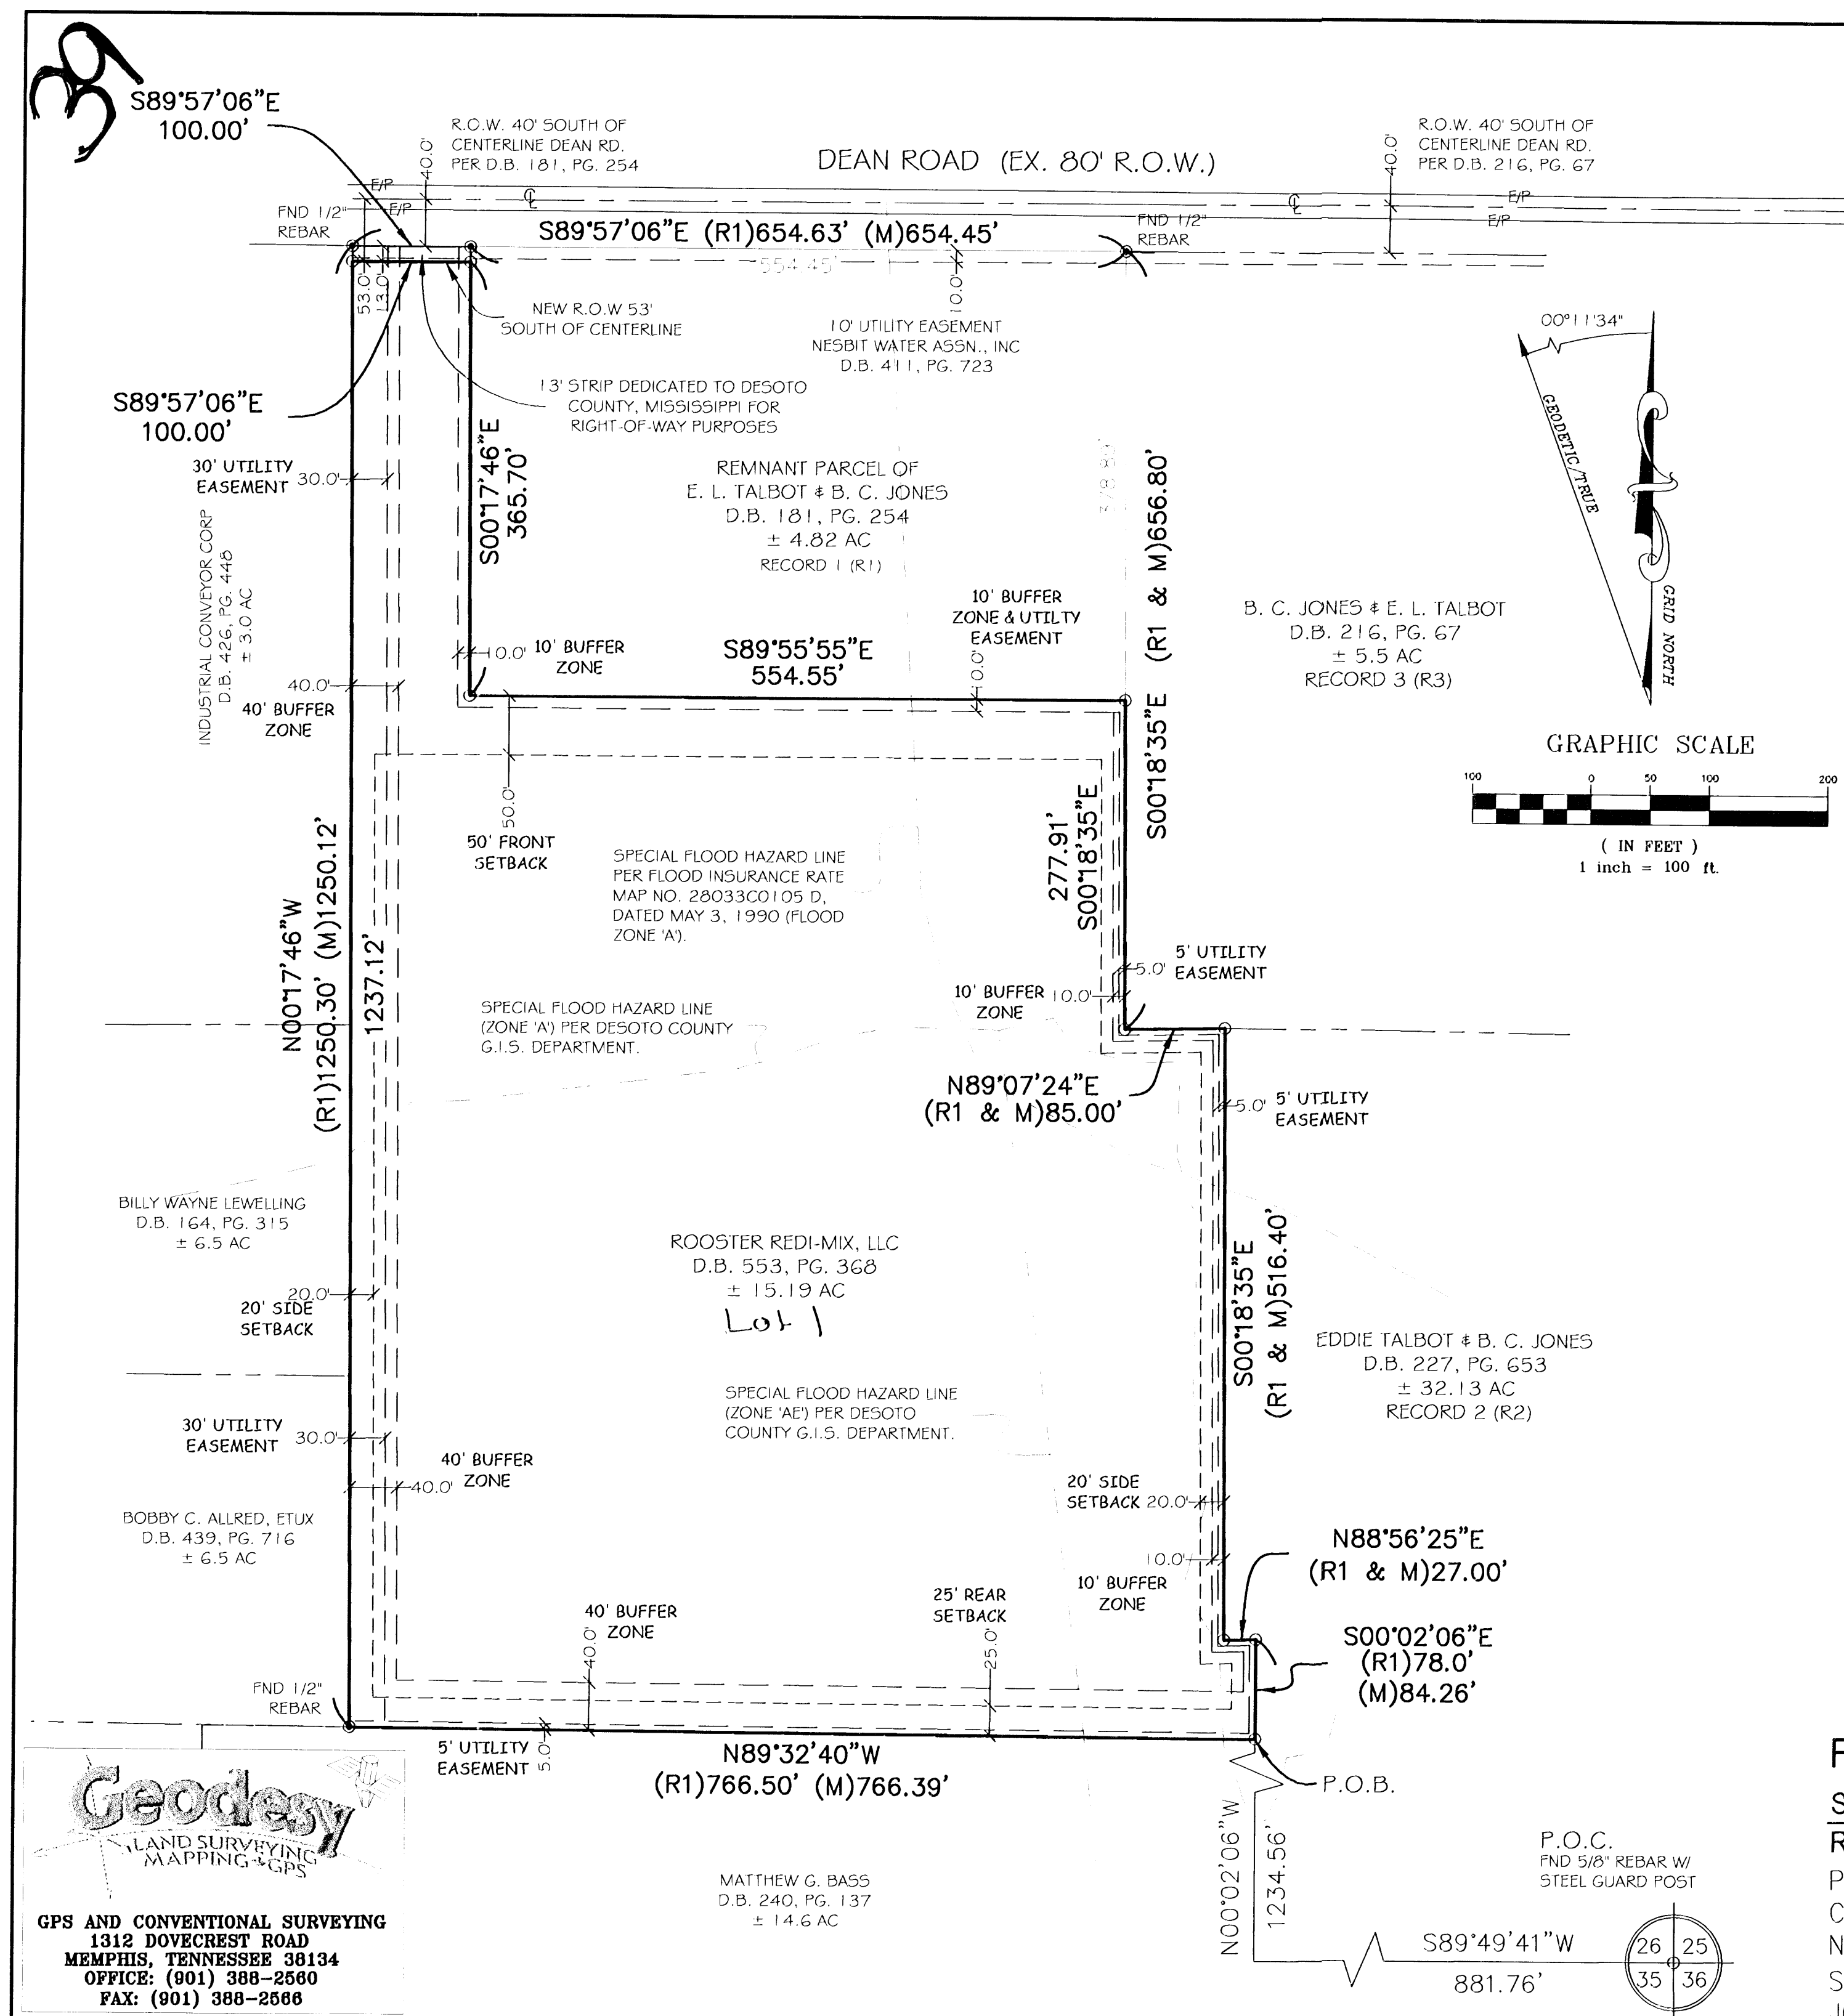 39
S89°57'06"E
100.00'
R.O.W. 40' SOUTH OF
CENTERLINE DEAN RD.
PER D.B. 181, PG. 254
40.0'
DEAN ROAD (EX. 80' R.O.W.)
R.O.W. 40' SOUTH OF
CENTERLINE DEAN RD.
PER D.B. 216, PG. 67
40.0'
E/P
E/P
E/P
E/P
FND 1/2"
REBAR
S89°57'06"E (R1)654.63' (M)654.45'
FND 1/2"
REBAR
554.45'
53.0'
13.0'
10.0'
NEW R.O.W 53'
SOUTH OF CENTERLINE
10' UTILITY EASEMENT
NESBIT WATER ASSN., INC
D.B. 411, PG. 723
13' STRIP DEDICATED TO DESOTO
COUNTY, MISSISSIPPI FOR
RIGHT-OF-WAY PURPOSES
S89°57'06"E
100.00'
00°11'34"
GEODETIC/TRUE
GRID NORTH
30' UTILITY
EASEMENT
30.0'
S00°17'46"E
365.70'
REMNANT PARCEL OF
E. L. TALBOT & B. C. JONES
D.B. 181, PG. 254
± 4.82 AC
RECORD 1 (R1)
378.89'
S00°18'35"E (R1 & M)656.80'
INDUSTRIAL CONVEYOR CORP
D.B. 426, PG. 448
± 3.0 AC
10' BUFFER
ZONE & UTILTY
EASEMENT
10.0'
B. C. JONES & E. L. TALBOT
D.B. 216, PG. 67
± 5.5 AC
RECORD 3 (R3)
10.0'
10' BUFFER
ZONE
S89°55'55"E
554.55'
40.0'
40' BUFFER
ZONE
GRAPHIC SCALE
100 0 50 100 200
( IN FEET )
1 inch = 100 ft.
50.0'
50' FRONT
SETBACK
SPECIAL FLOOD HAZARD LINE
PER FLOOD INSURANCE RATE
MAP NO. 28033C0105 D,
DATED MAY 3, 1990 (FLOOD
ZONE 'A').
277.91'
S00°18'35"E
N00°17'46"W
(R1)1250.30' (M)1250.12'
1237.12'
5.0'
5' UTILITY
EASEMENT
10' BUFFER
ZONE
10.0'
SPECIAL FLOOD HAZARD LINE
(ZONE 'A') PER DESOTO COUNTY
G.I.S. DEPARTMENT.
N89°07'24"E
(R1 & M)85.00'
5.0'
5' UTILITY
EASEMENT
BILLY WAYNE LEWELLING
D.B. 164, PG. 315
± 6.5 AC
ROOSTER REDI-MIX, LLC
D.B. 553, PG. 368
± 15.19 AC
Lot 1
S00°18'35"E
(R1 & M)516.40'
20.0'
20' SIDE
SETBACK
EDDIE TALBOT & B. C. JONES
D.B. 227, PG. 653
± 32.13 AC
RECORD 2 (R2)
SPECIAL FLOOD HAZARD LINE
(ZONE 'AE') PER DESOTO
COUNTY G.I.S. DEPARTMENT.
30' UTILITY
EASEMENT
30.0'
40' BUFFER
ZONE
40.0'
20' SIDE
SETBACK
20.0'
BOBBY C. ALLRED, ETUX
D.B. 439, PG. 716
± 6.5 AC
10.0'
10' BUFFER
ZONE
N88°56'25"E
(R1 & M)27.00'
40' BUFFER
ZONE
40.0'
25' REAR
SETBACK
25.0'
S00°02'06"E
(R1)78.0'
(M)84.26'
FND 1/2"
REBAR
5' UTILITY
EASEMENT
5.0'
N89°32'40"W
(R1)766.50' (M)766.39'
P.O.B.
Geodesy
LAND SURVEYING
MAPPING & GPS
GPS AND CONVENTIONAL SURVEYING
1312 DOVECREST ROAD
MEMPHIS, TENNESSEE 38134
OFFICE: (901) 388-2560
FAX: (901) 388-2566
MATTHEW G. BASS
D.B. 240, PG. 137
± 14.6 AC
N00°02'06"W
1234.56'
P.O.C.
FND 5/8" REBAR W/
STEEL GUARD POST
S89°49'41"W
881.76'
26 25
35 36